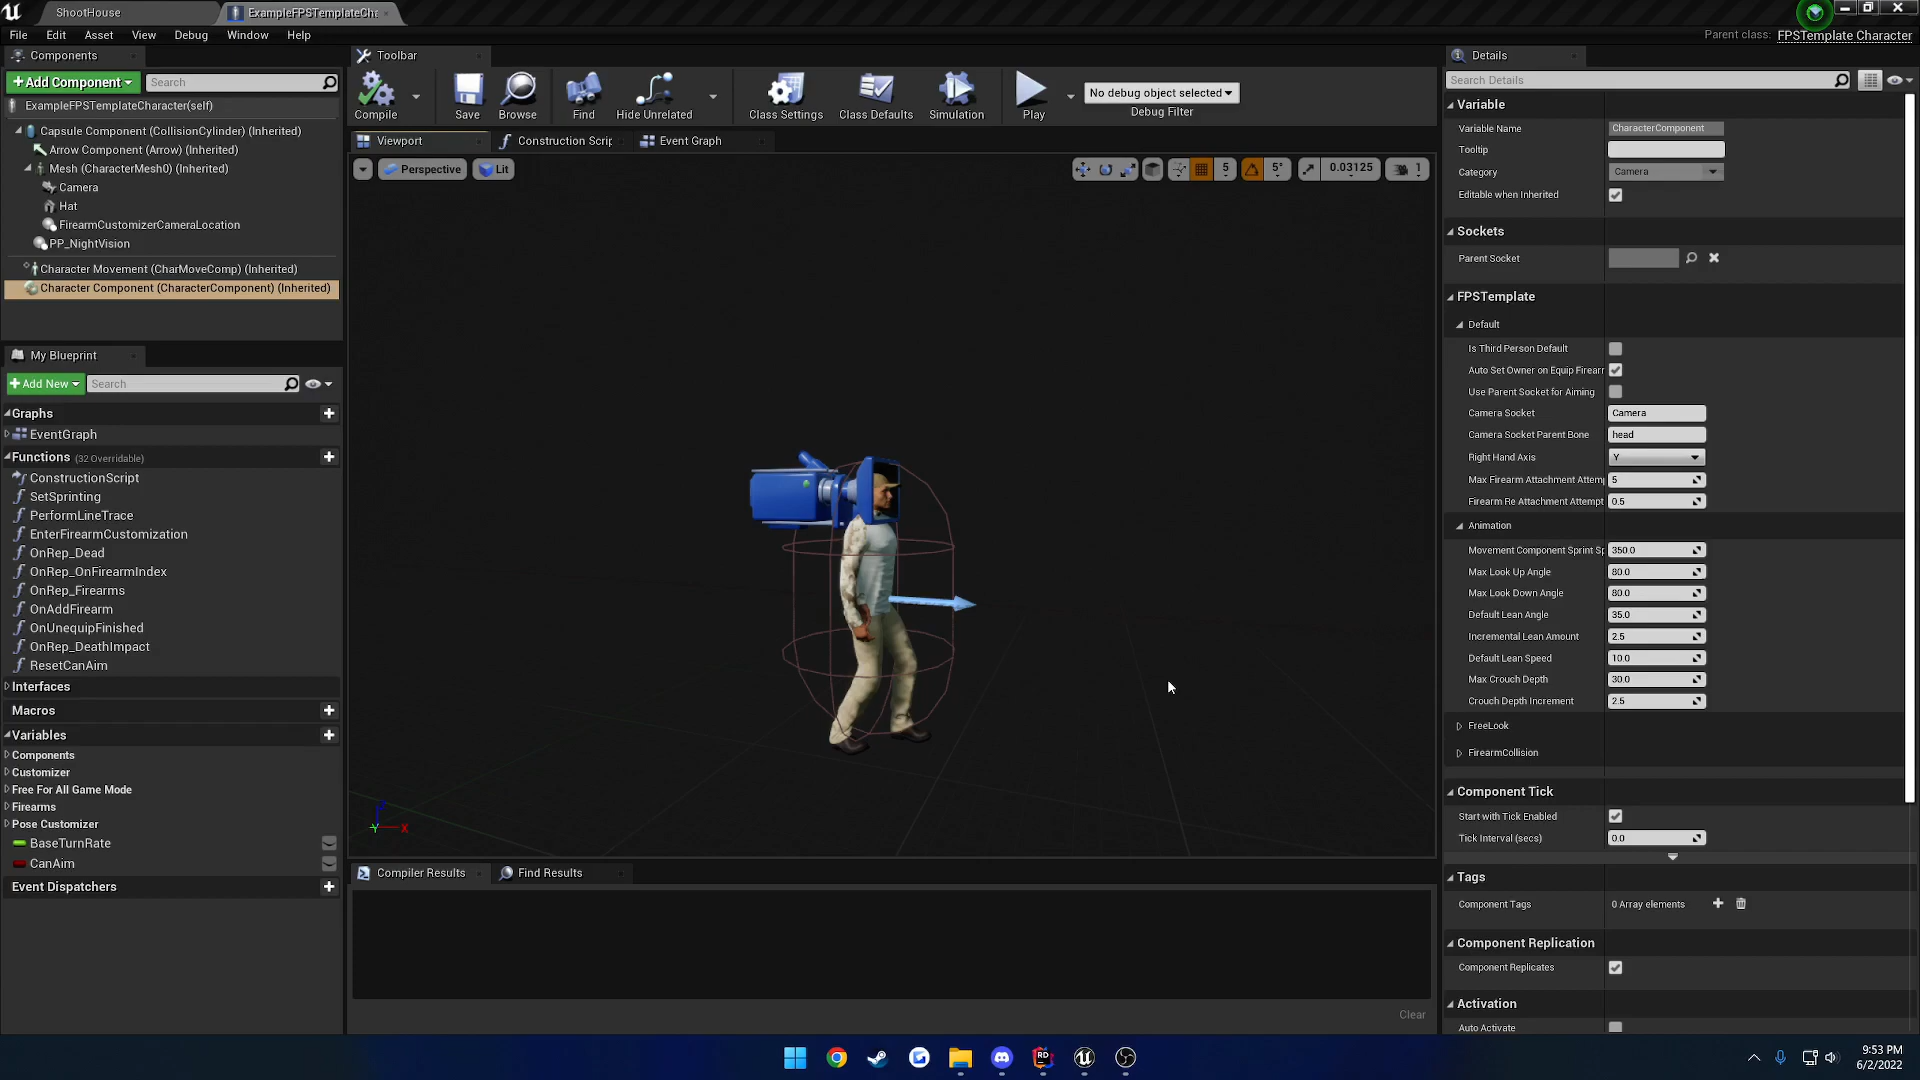 ShootHouse
ExampleFPSTemplateCha
File Edit Asset View Debug Window Help
Parent class: FPSTemplate Character
Components
Add Component
Search
ExampleFPSTemplateCharacter(self)
Capsule Component (CollisionCylinder) (Inherited)
Arrow Component (Arrow) (Inherited)
Mesh (CharacterMesh0) (Inherited)
Camera
Hat
FirearmCustomizerCameraLocation
PP_NightVision
Character Movement (CharMoveComp) (Inherited)
Character Component (CharacterComponent) (Inherited)
My Blueprint
Add New
Search
Graphs
EventGraph
Functions (32 Overridable)
ConstructionScript
SetSprinting
PerformLineTrace
EnterFirearmCustomization
OnRep_Dead
OnRep_OnFirearmIndex
OnRep_Firearms
OnAddFirearm
OnUnequipFinished
OnRep_DeathImpact
ResetCanAim
Interfaces
Macros
Variables
Components
Customizer
Free For All Game Mode
Firearms
Pose Customizer
BaseTurnRate
CanAim
Event Dispatchers
Toolbar
Compile
Save
Browse
Find
Hide Unrelated
Class Settings
Class Defaults
Simulation
Play
No debug object selected
Debug Filter
Viewport
Construction Scrip
Event Graph
Perspective
Lit
5
5°
0.03125
1
Y
X
Compiler Results
Find Results
Clear
Details
Search Details
Variable
Variable Name CharacterComponent
Tooltip
Category Camera
Editable when Inherited
Sockets
Parent Socket
FPSTemplate
Default
Is Third Person Default
Auto Set Owner on Equip Firearr
Use Parent Socket for Aiming
Camera Socket Camera
Camera Socket Parent Bone head
Right Hand Axis Y
Max Firearm Attachment Attem 5
Firearm Re Attachment Attempt 0.5
Animation
Movement Component Sprint Sp 350.0
Max Look Up Angle 80.0
Max Look Down Angle 80.0
Default Lean Angle 35.0
Incremental Lean Amount 2.5
Default Lean Speed 10.0
Max Crouch Depth 30.0
Crouch Depth Increment 2.5
FreeLook
FirearmCollision
Component Tick
Start with Tick Enabled
Tick Interval (secs) 0.0
Tags
Component Tags 0 Array elements
Component Replication
Component Replicates
Activation
Auto Activate
9:53 PM
6/2/2022